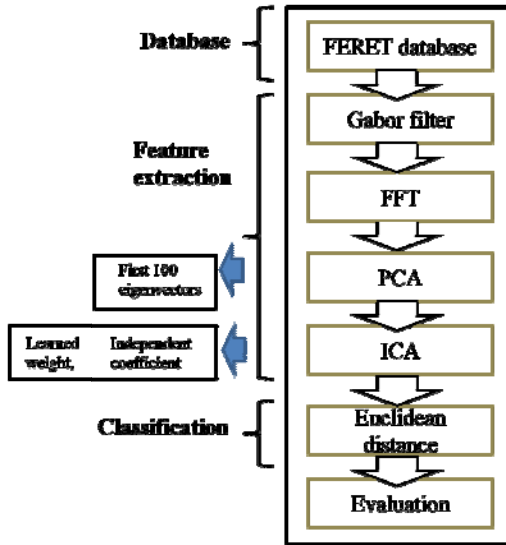 Database
FERET database
Gabor filter
Feature
extraction
FFT
First 100
eigenvectors
PCA
Learned
weight,
Independent
coefficient
ICA
Classification
Euclidean
distance
Evaluation